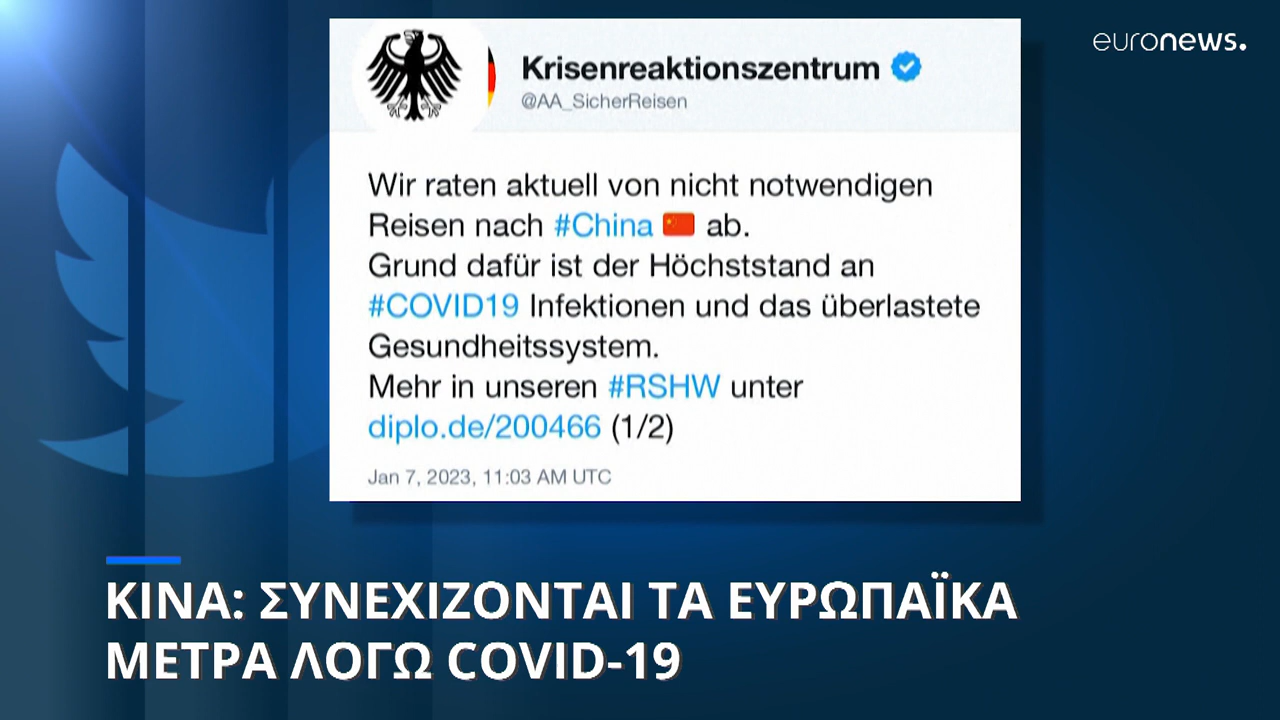 euronews.
Krisenreaktionszentrum
@AA_SicherReisen
Wir raten aktuell von nicht notwendigen
Reisen nach #China 🇨🇳 ab.
Grund dafür ist der Höchststand an
#COVID19 Infektionen und das überlastete
Gesundheitssystem.
Mehr in unseren #RSHW unter
diplo.de/200466 (1/2)
Jan 7, 2023, 11:03 AM UTC
ΚΙΝΑ: ΣΥΝΕΧΙΖΟΝΤΑΙ ΤΑ ΕΥΡΩΠΑΪΚΑ
ΜΕΤΡΑ ΛΟΓΩ COVID-19